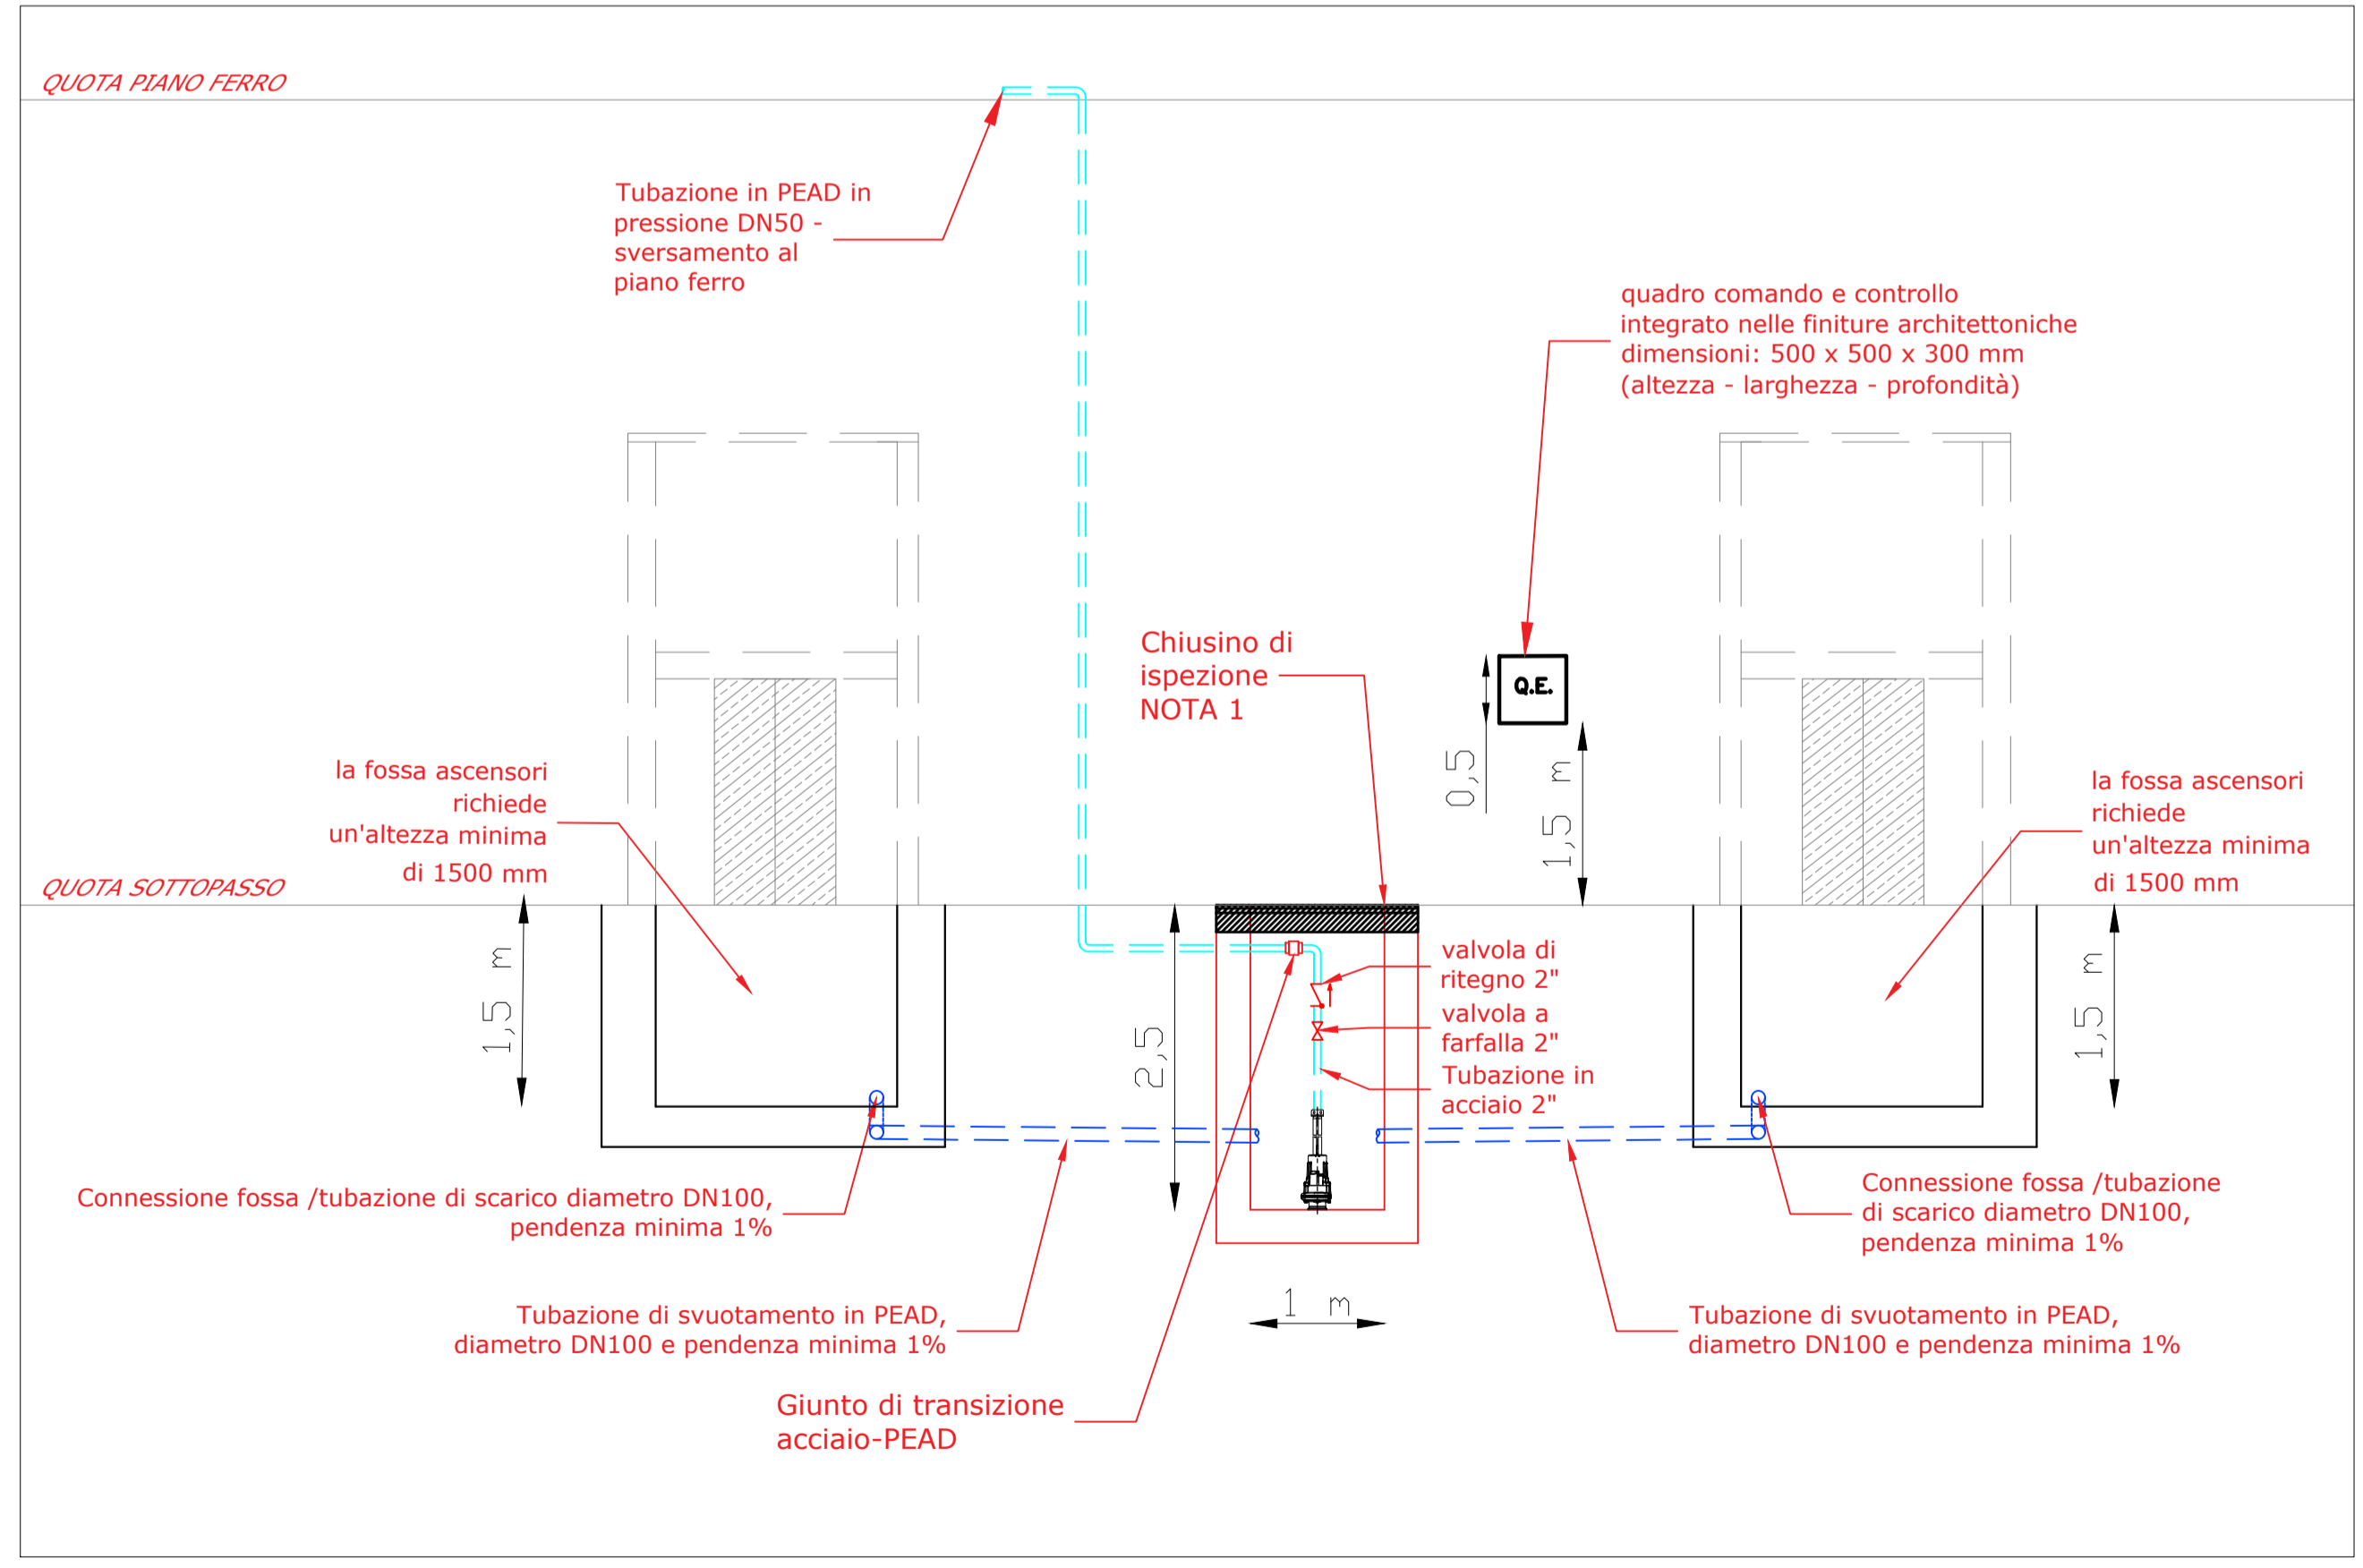 QUOTA PIANO FERRO
Tubazione in PEAD in
pressione DN50 -
sversamento al
piano ferro
quadro comando e controllo
integrato nelle finiture architettoniche
dimensioni: 500 x 500 x 300 mm
(altezza - larghezza - profondità)
Chiusino di
ispezione
NOTA 1
Q.E.
0,5
1,5 m
la fossa ascensori
richiede
un'altezza minima
di 1500 mm
la fossa ascensori
richiede
un'altezza minima
di 1500 mm
QUOTA SOTTOPASSO
1,5 m
2,5
valvola di
ritegno 2"
valvola a
farfalla 2"
Tubazione in
acciaio 2"
1,5 m
Connessione fossa /tubazione di scarico diametro DN100,
pendenza minima 1%
Connessione fossa /tubazione
di scarico diametro DN100,
pendenza minima 1%
1 m
Tubazione di svuotamento in PEAD,
diametro DN100 e pendenza minima 1%
Tubazione di svuotamento in PEAD,
diametro DN100 e pendenza minima 1%
Giunto di transizione
acciaio-PEAD